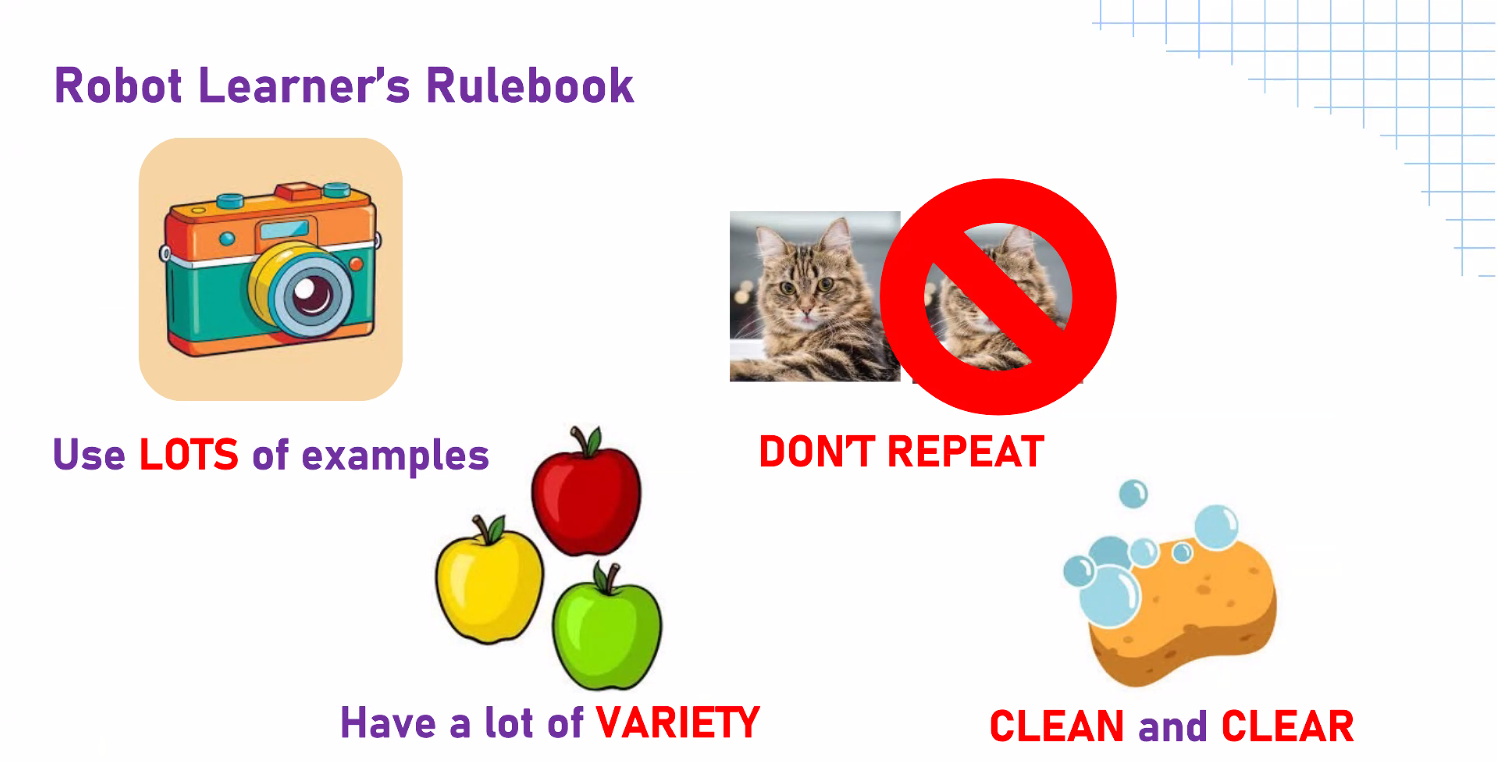 Robot Learner's Rulebook
Use LOTS of examples
DON'T REPEAT
Have a lot of VARIETY
CLEAN and CLEAR